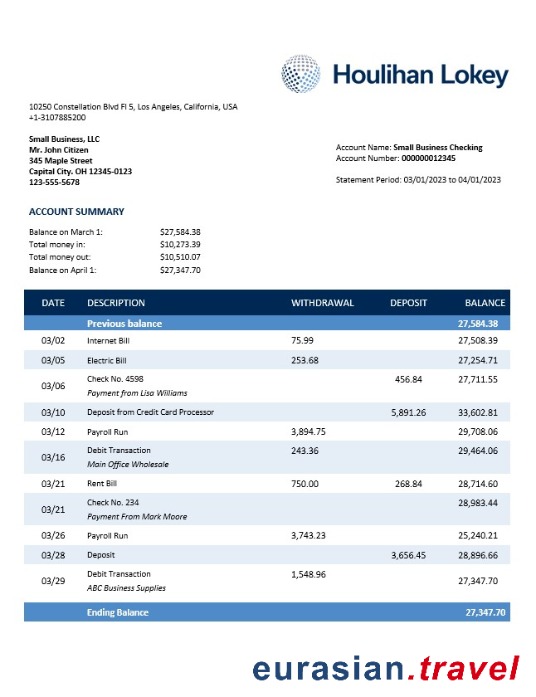 Houlihan Lokey
10250 Constellation Blvd Fl 5, Los Angeles, California, USA
+1-3107885200
Small Business, LLC
Mr. John Citizen
345 Maple Street
Capital City. OH 12345-0123
123-555-5678
Account Name: Small Business Checking
Account Number: 000000012345
Statement Period: 03/01/2023 to 04/01/2023
ACCOUNT SUMMARY
Balance on March 1: $27,584.38
Total money in: $10,273.39
Total money out: $10,510.07
Balance on April 1: $27,347.70
DATE DESCRIPTION WITHDRAWAL DEPOSIT BALANCE
Previous balance 27,584.38
03/02 Internet Bill 75.99 27,508.39
03/05 Electric Bill 253.68 27,254.71
03/06 Check No. 4598 456.84 27,711.55
Payment from Lisa Williams
03/10 Deposit from Credit Card Processor 5,891.26 33,602.81
03/12 Payroll Run 3,894.75 29,708.06
03/16 Debit Transaction 243.36 29,464.06
Main Office Wholesale
03/21 Rent Bill 750.00 268.84 28,714.60
03/21 Check No. 234 28,983.44
Payment From Mark Moore
03/26 Payroll Run 3,743.23 25,240.21
03/28 Deposit 3,656.45 28,896.66
03/29 Debit Transaction 1,548.96 27,347.70
ABC Business Supplies
Ending Balance 27,347.70
eurasian.travel